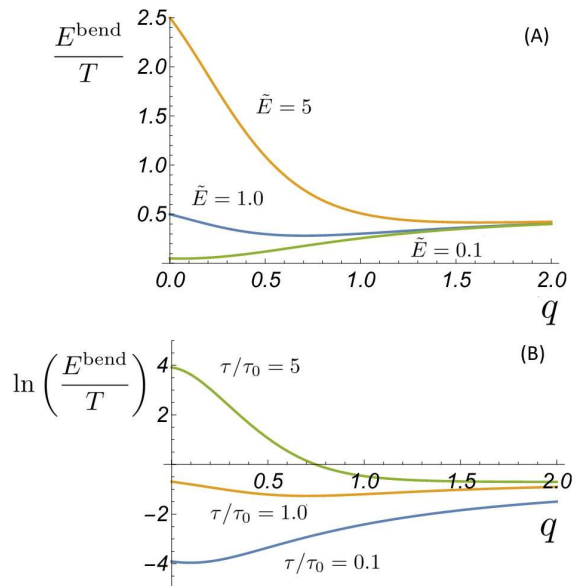 2.5
(A)
E^bend / T
2.0
1.5
Ẽ = 5
1.0
Ẽ = 1.0
0.5
Ẽ = 0.1
0.0 0.5 1.0 1.5 2.0
q
(B)
ln (E^bend / T)
4
τ/τ₀ = 5
2
0.5 1.0 1.5 2.0
−2
τ/τ₀ = 1.0
q
−4
τ/τ₀ = 0.1